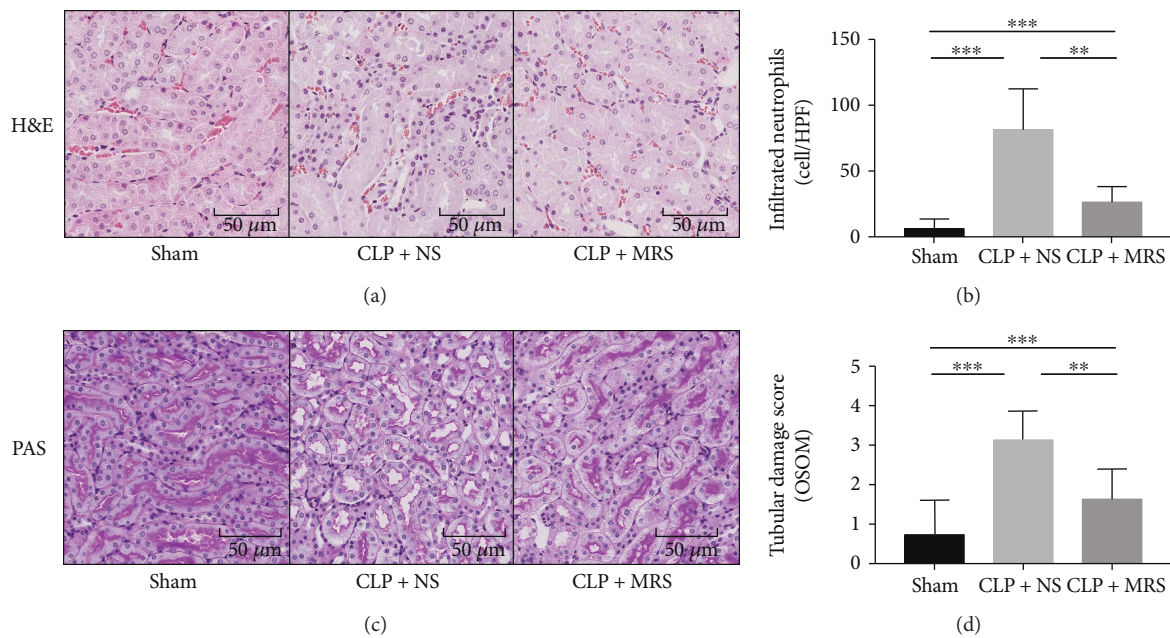 H&E
50 μm
50 μm
50 μm
Sham
CLP + NS
CLP + MRS
(a)
Infiltrated neutrophils
(cell/HPF)
150
100
50
0
***
***
**
Sham
CLP + NS
CLP + MRS
(b)
PAS
50 μm
50 μm
50 μm
Sham
CLP + NS
CLP + MRS
(c)
Tubular damage score
(OSOM)
5
4
3
2
1
0
***
***
**
Sham
CLP + NS
CLP + MRS
(d)